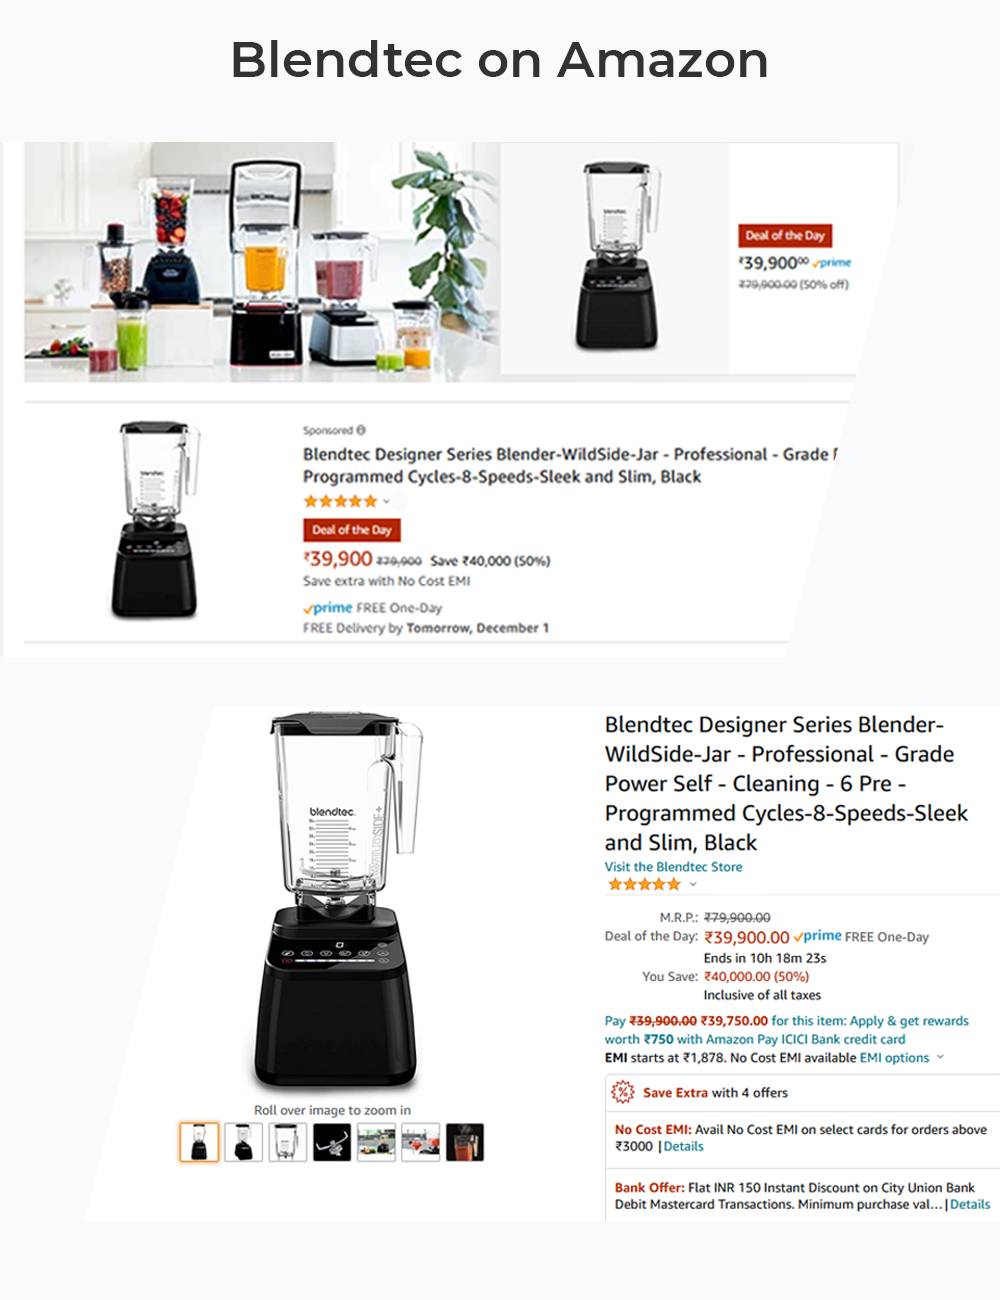 Blendtec on Amazon
Deal of the Day
₹39,900⁰⁰ prime
₹79,900.00 (50% off)
blendtec
Sponsored
Blendtec Designer Series Blender-WildSide-Jar - Professional - Grade
Programmed Cycles-8-Speeds-Sleek and Slim, Black
Deal of the Day
₹39,900 ₹79,900 Save ₹40,000 (50%)
Save extra with No Cost EMI
prime FREE One-Day
FREE Delivery by Tomorrow, December 1
blendtec
blendtec
WILDSIDE+
Roll over image to zoom in
Blendtec Designer Series Blender-
WildSide-Jar - Professional - Grade
Power Self - Cleaning - 6 Pre -
Programmed Cycles-8-Speeds-Sleek
and Slim, Black
Visit the Blendtec Store
M.R.P.: ₹79,900.00
Deal of the Day: ₹39,900.00 prime FREE One-Day
Ends in 10h 18m 23s
You Save: ₹40,000.00 (50%)
Inclusive of all taxes
Pay ₹39,900.00 ₹39,750.00 for this item: Apply & get rewards
worth ₹750 with Amazon Pay ICICI Bank credit card
EMI starts at ₹1,878. No Cost EMI available EMI options
Save Extra with 4 offers
No Cost EMI: Avail No Cost EMI on select cards for orders above
₹3000 | Details
Bank Offer: Flat INR 150 Instant Discount on City Union Bank
Debit Mastercard Transactions. Minimum purchase val... | Details